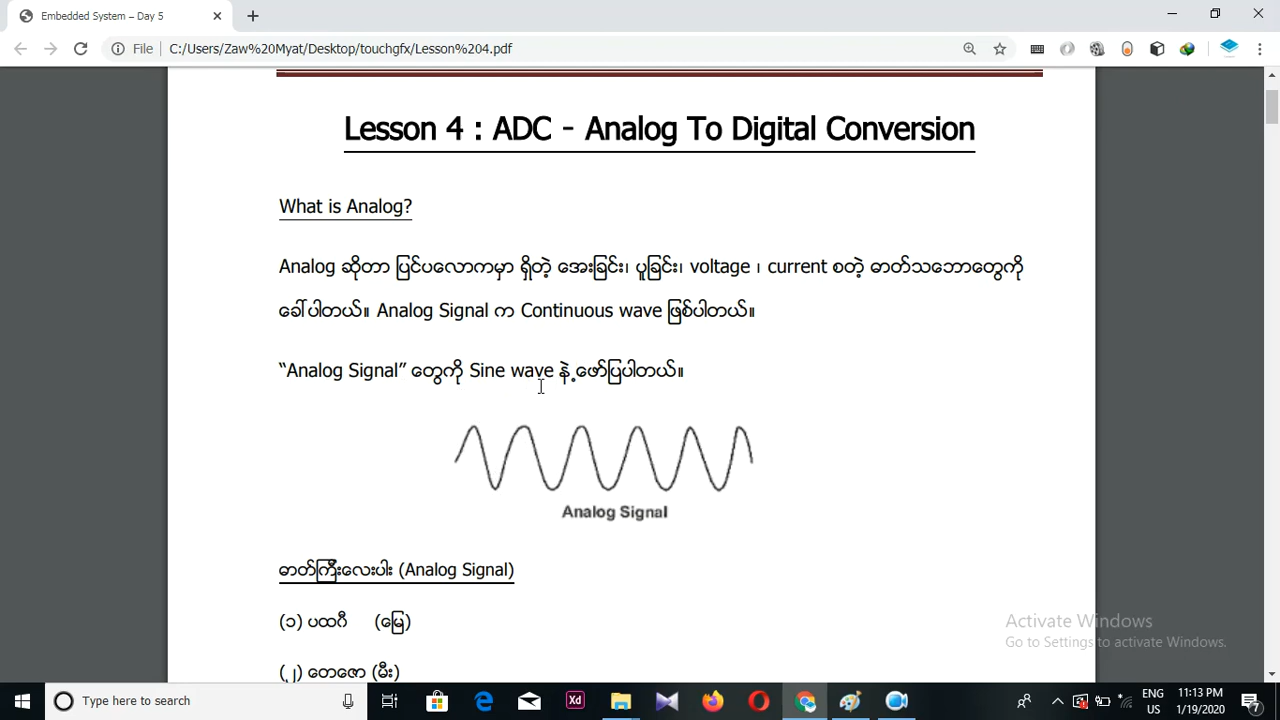 Embedded System – Day 5
File
C:/Users/Zaw%20Myat/Desktop/touchgfx/Lesson%204.pdf
Lesson 4 : ADC - Analog To Digital Conversion
What is Analog?
Analog ဆိုတာ ပြင်ပလောကမှာ ရှိတဲ့ အေးခြင်း၊ ပူခြင်း၊ voltage ၊ current စတဲ့ ဓာတ်သဘောတွေကို
ခေါ်ပါတယ်။ Analog Signal က Continuous wave ဖြစ်ပါတယ်။
“Analog Signal” တွေကို Sine wave နဲ့ ဖော်ပြပါတယ်။
Analog Signal
ဓာတ်ကြီးလေးပါး (Analog Signal)
(၁) ပထဝီ (မြေ)
(၂) တေဇော (မီး)
Activate Windows
Go to Settings to activate Windows.
Type here to search
Xd
ENG
US
11:13 PM
1/19/2020
7